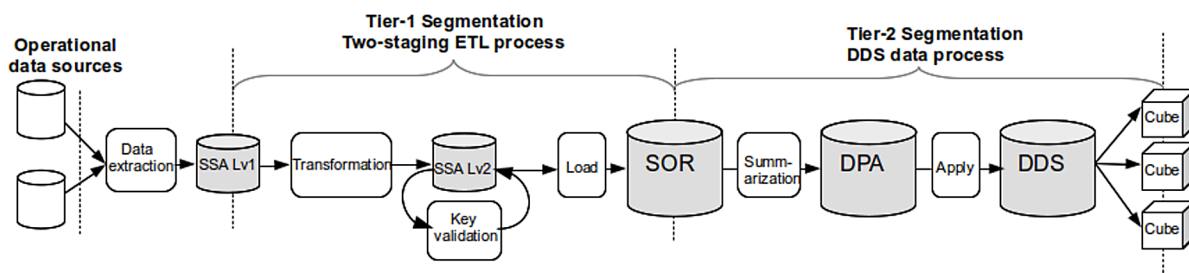 Tier-1 Segmentation
Two-staging ETL process
Tier-2 Segmentation
DDS data process
Operational
data sources
Data
extraction
SSA Lv1
Transformation
SSA Lv2
Key
validation
Load
SOR
Summ-
arization
DPA
Apply
DDS
Cube
Cube
Cube